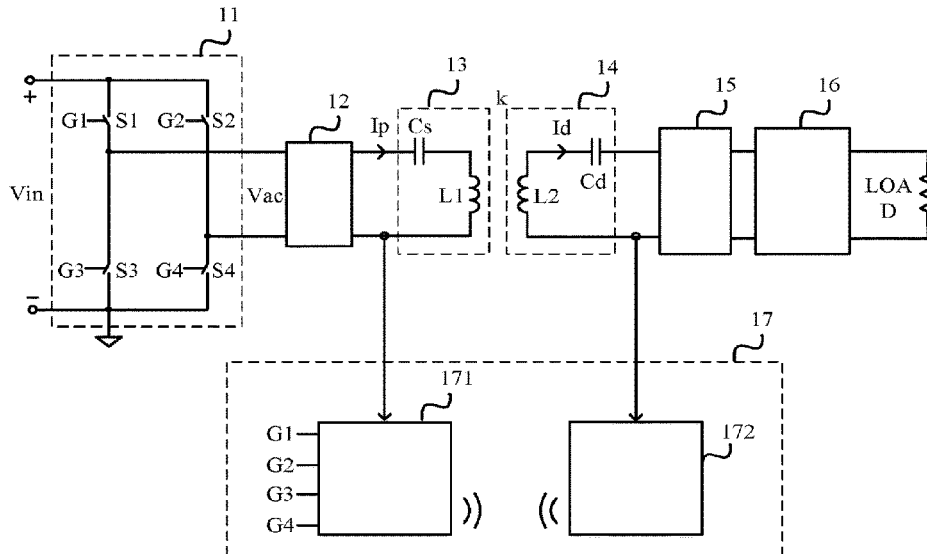 11
13
14
12
k
15
16
+
G1
S1
G2
S2
Ip
Cs
Id
Cd
Vin
Vac
L1
L2
LOA
D
G3
S3
G4
S4
−
17
171
172
G1
G2
G3
G4